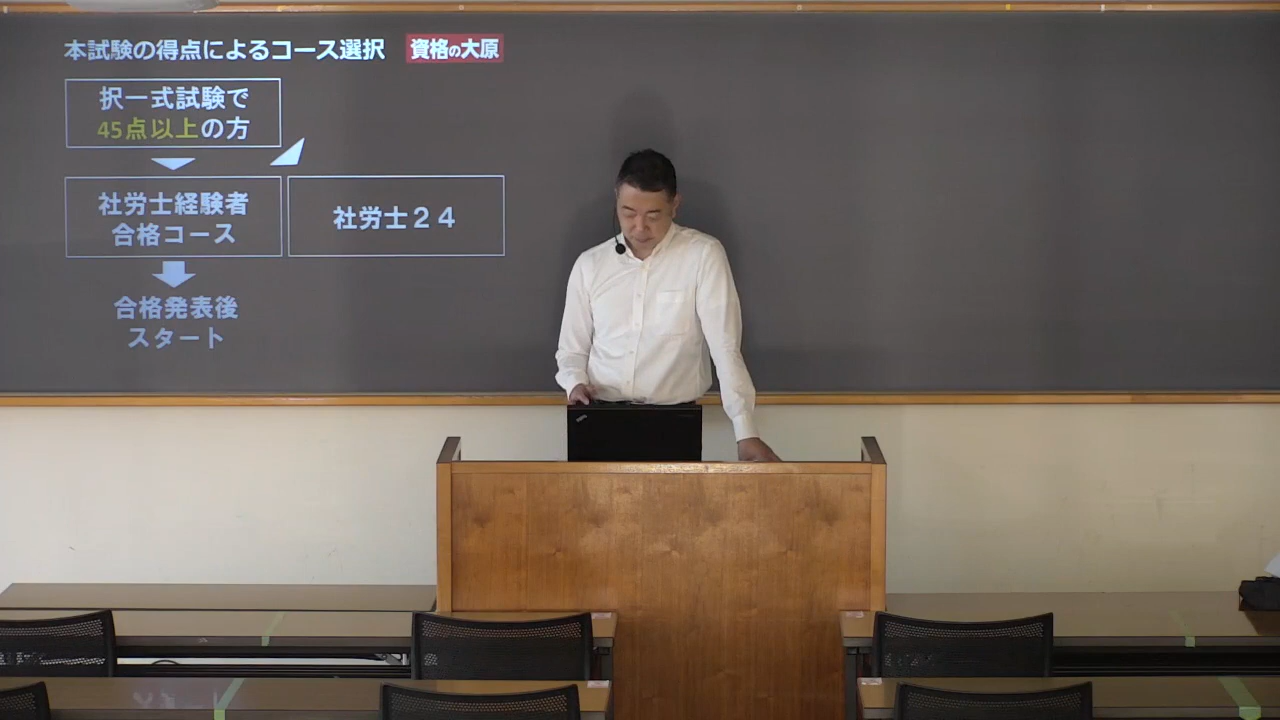 本試験の得点によるコース選択 資格の大原
択一式試験で
45点以上の方
社労士経験者
合格コース
社労士２４
合格発表後
スタート